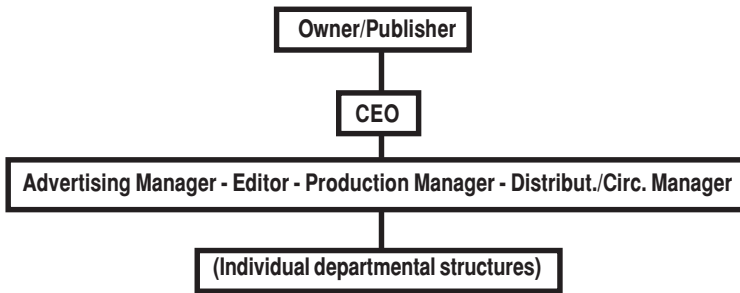 Owner/Publisher
CEO
Advertising Manager - Editor - Production Manager - Distribut./Circ. Manager
(Individual departmental structures)